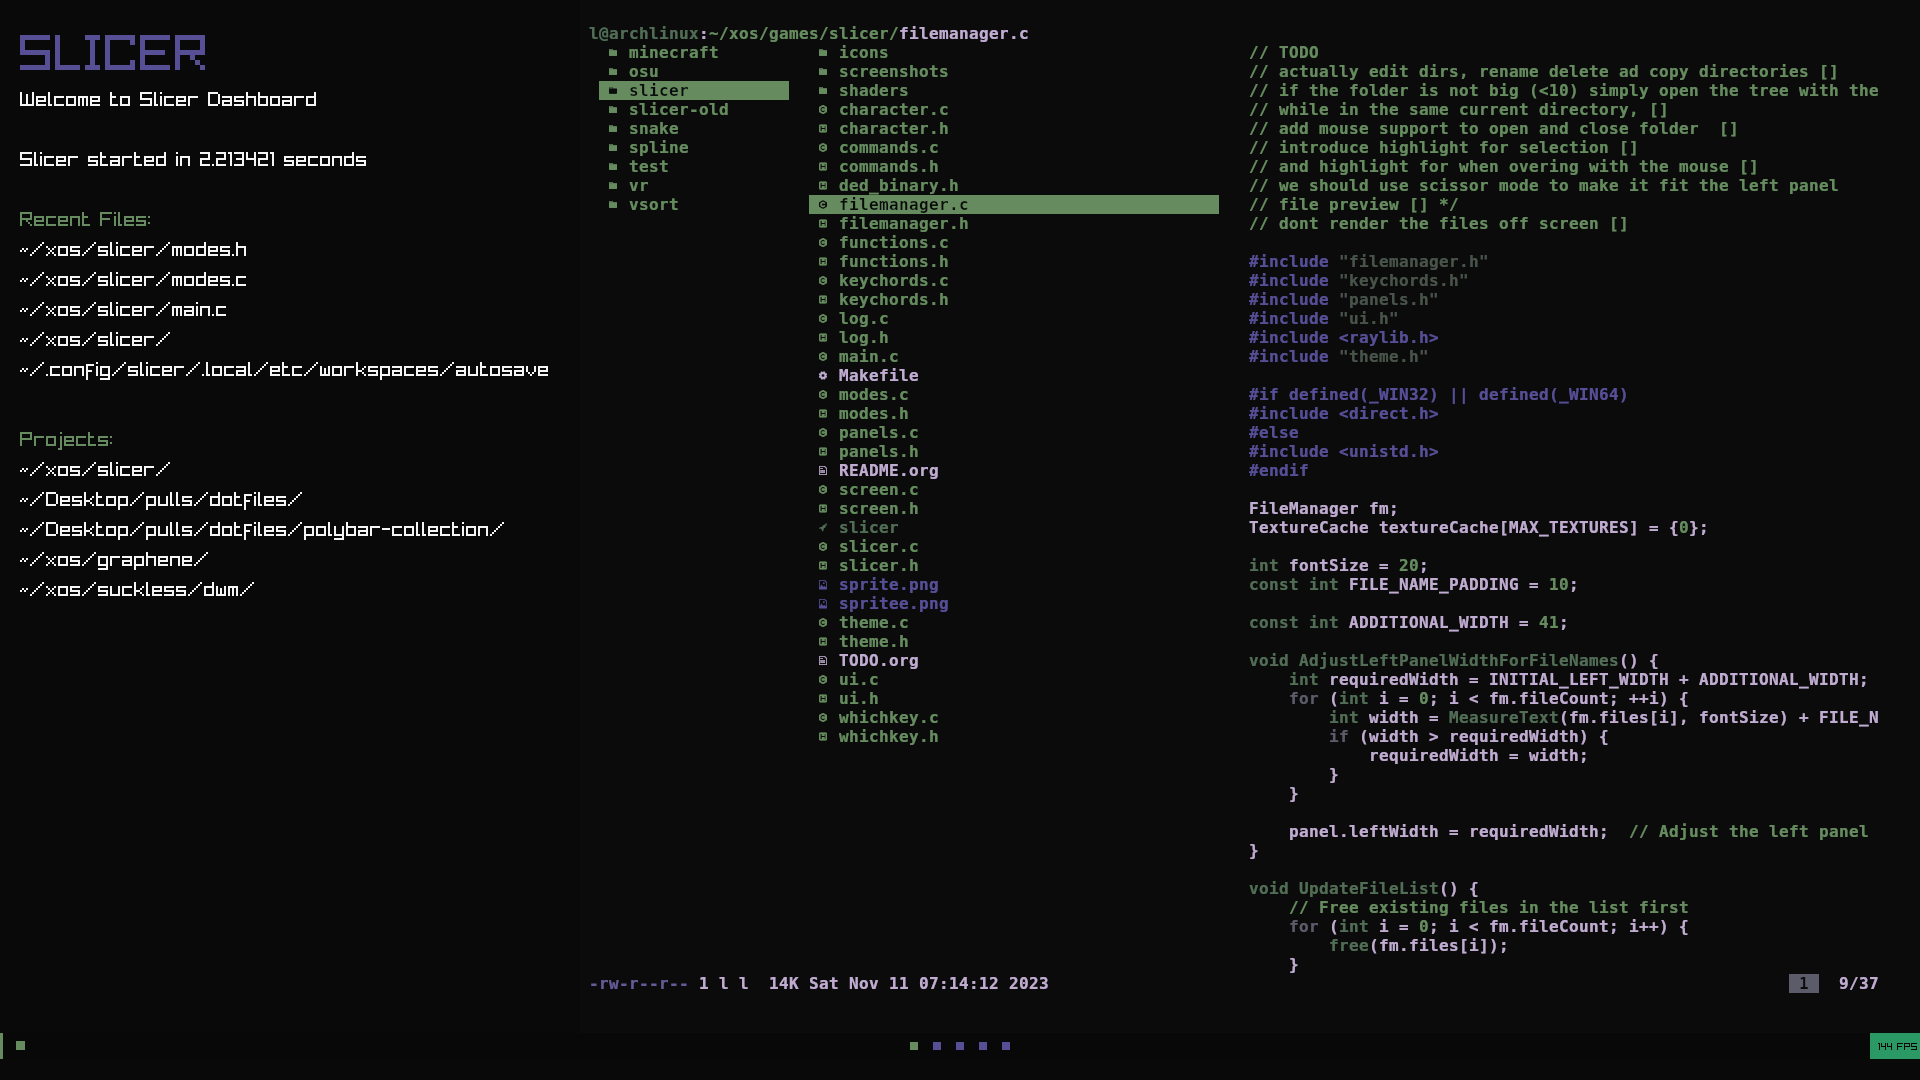 SLICER
Welcome to Slicer Dashboard
Slicer started in 2.213421 seconds
Recent Files:
~/xos/slicer/modes.h
~/xos/slicer/modes.c
~/xos/slicer/main.c
~/xos/slicer/
~/.config/slicer/.local/etc/workspaces/autosave
Projects:
~/xos/slicer/
~/Desktop/pulls/dotfiles/
~/Desktop/pulls/dotfiles/polybar-collection/
~/xos/graphene/
~/xos/suckless/dwm/
l@archlinux:~/xos/games/slicer/filemanager.c
minecraft
osu
slicer
slicer-old
snake
spline
test
vr
vsort
icons
screenshots
shaders
character.c
character.h
commands.c
commands.h
ded_binary.h
filemanager.c
filemanager.h
functions.c
functions.h
keychords.c
keychords.h
log.c
log.h
main.c
Makefile
modes.c
modes.h
panels.c
panels.h
README.org
screen.c
screen.h
slicer
slicer.c
slicer.h
sprite.png
spritee.png
theme.c
theme.h
TODO.org
ui.c
ui.h
whichkey.c
whichkey.h
// TODO
// actually edit dirs, rename delete ad copy directories []
// if the folder is not big (<10) simply open the tree with the
// while in the same current directory, []
// add mouse support to open and close folder  []
// introduce highlight for selection []
// and highlight for when overing with the mouse []
// we should use scissor mode to make it fit the left panel
// file preview [] */
// dont render the files off screen []
#include "filemanager.h"
#include "keychords.h"
#include "panels.h"
#include "ui.h"
#include <raylib.h>
#include "theme.h"
#if defined(_WIN32) || defined(_WIN64)
#include <direct.h>
#else
#include <unistd.h>
#endif
FileManager fm;
TextureCache textureCache[MAX_TEXTURES] = {0};
int fontSize = 20;
const int FILE_NAME_PADDING = 10;
const int ADDITIONAL_WIDTH = 41;
void AdjustLeftPanelWidthForFileNames() {
    int requiredWidth = INITIAL_LEFT_WIDTH + ADDITIONAL_WIDTH;
    for (int i = 0; i < fm.fileCount; ++i) {
        int width = MeasureText(fm.files[i], fontSize) + FILE_N
        if (width > requiredWidth) {
            requiredWidth = width;
        }
    }
    panel.leftWidth = requiredWidth;  // Adjust the left panel
}
void UpdateFileList() {
    // Free existing files in the list first
    for (int i = 0; i < fm.fileCount; i++) {
        free(fm.files[i]);
    }
-rw-r--r-- 1 l l  14K Sat Nov 11 07:14:12 2023
1  9/37
144 FPS